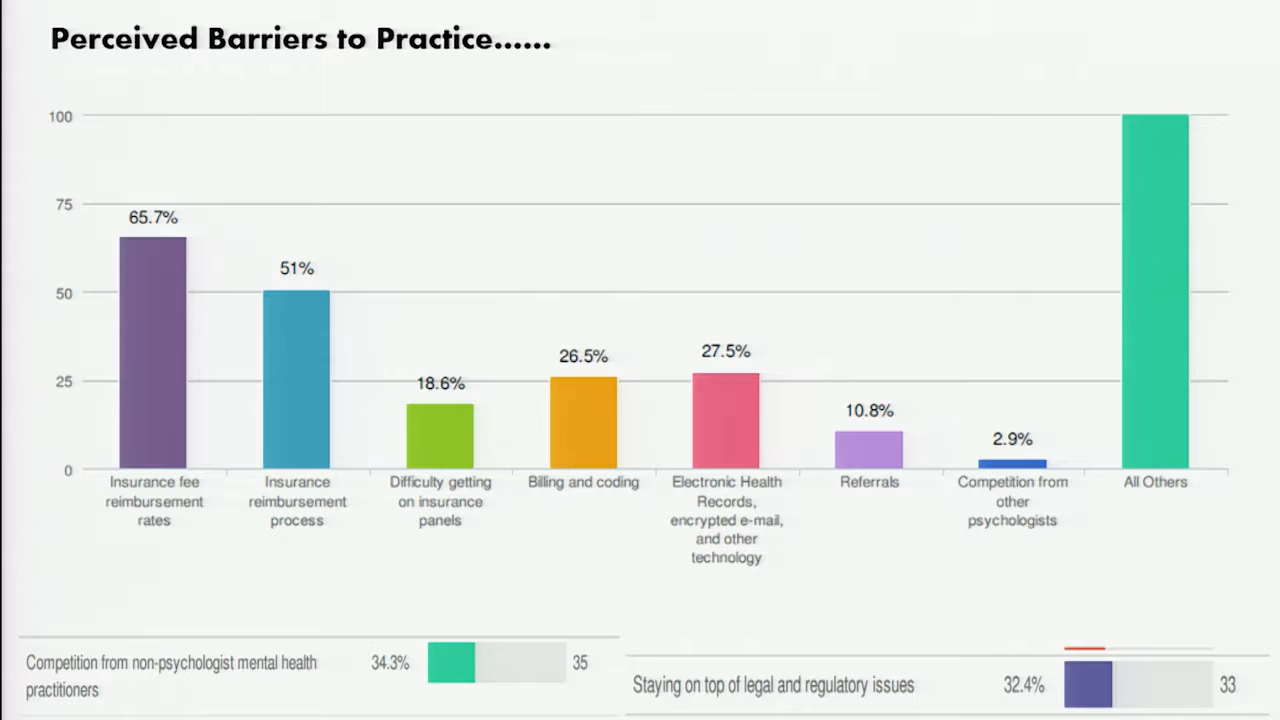 Perceived Barriers to Practice......
100
75
50
25
0
65.7%
51%
18.6%
26.5%
27.5%
10.8%
2.9%
Insurance fee
reimbursement
rates
Insurance
reimbursement
process
Difficulty getting
on insurance
panels
Billing and coding
Electronic Health
Records,
encrypted e-mail,
and other
technology
Referrals
Competition from
other
psychologists
All Others
Competition from non-psychologist mental health
practitioners
34.3%
35
Staying on top of legal and regulatory issues
32.4%
33